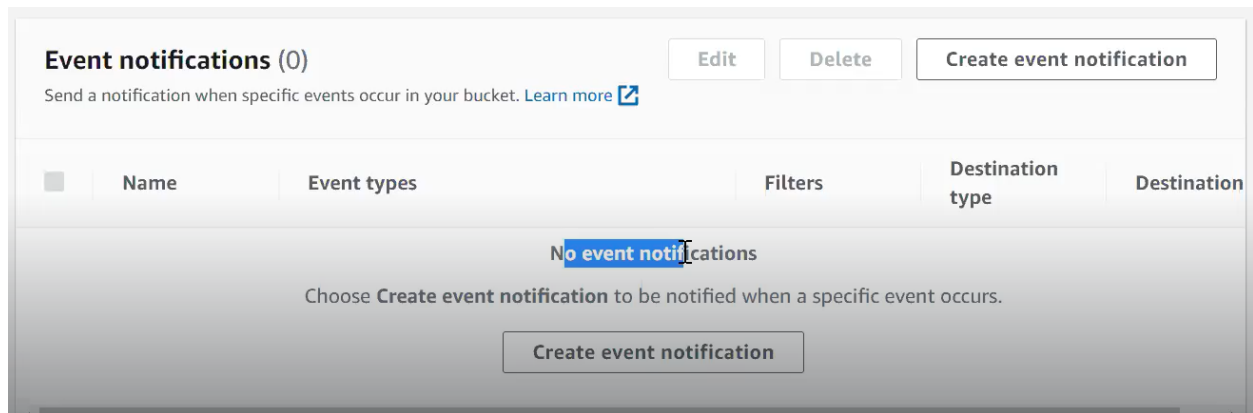 Event notifications (0)
Edit
Delete
Create event notification
Send a notification when specific events occur in your bucket. Learn more
Name
Event types
Filters
Destination
type
Destination
No event notifications
Choose Create event notification to be notified when a specific event occurs.
Create event notification